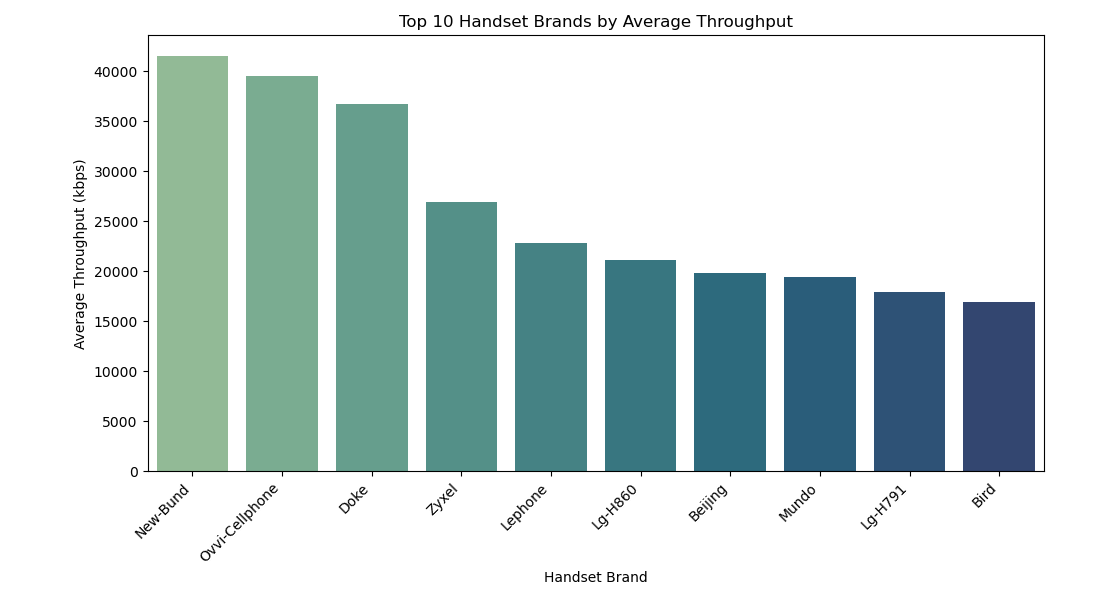 Top 10 Handset Brands by Average Throughput
Average Throughput (kbps)
40000
35000
30000
25000
20000
15000
10000
5000
0
New-Bund
Ovvi-Cellphone
Doke
Zyxel
Lephone
Lg-H860
Beijing
Mundo
Lg-H791
Bird
Handset Brand